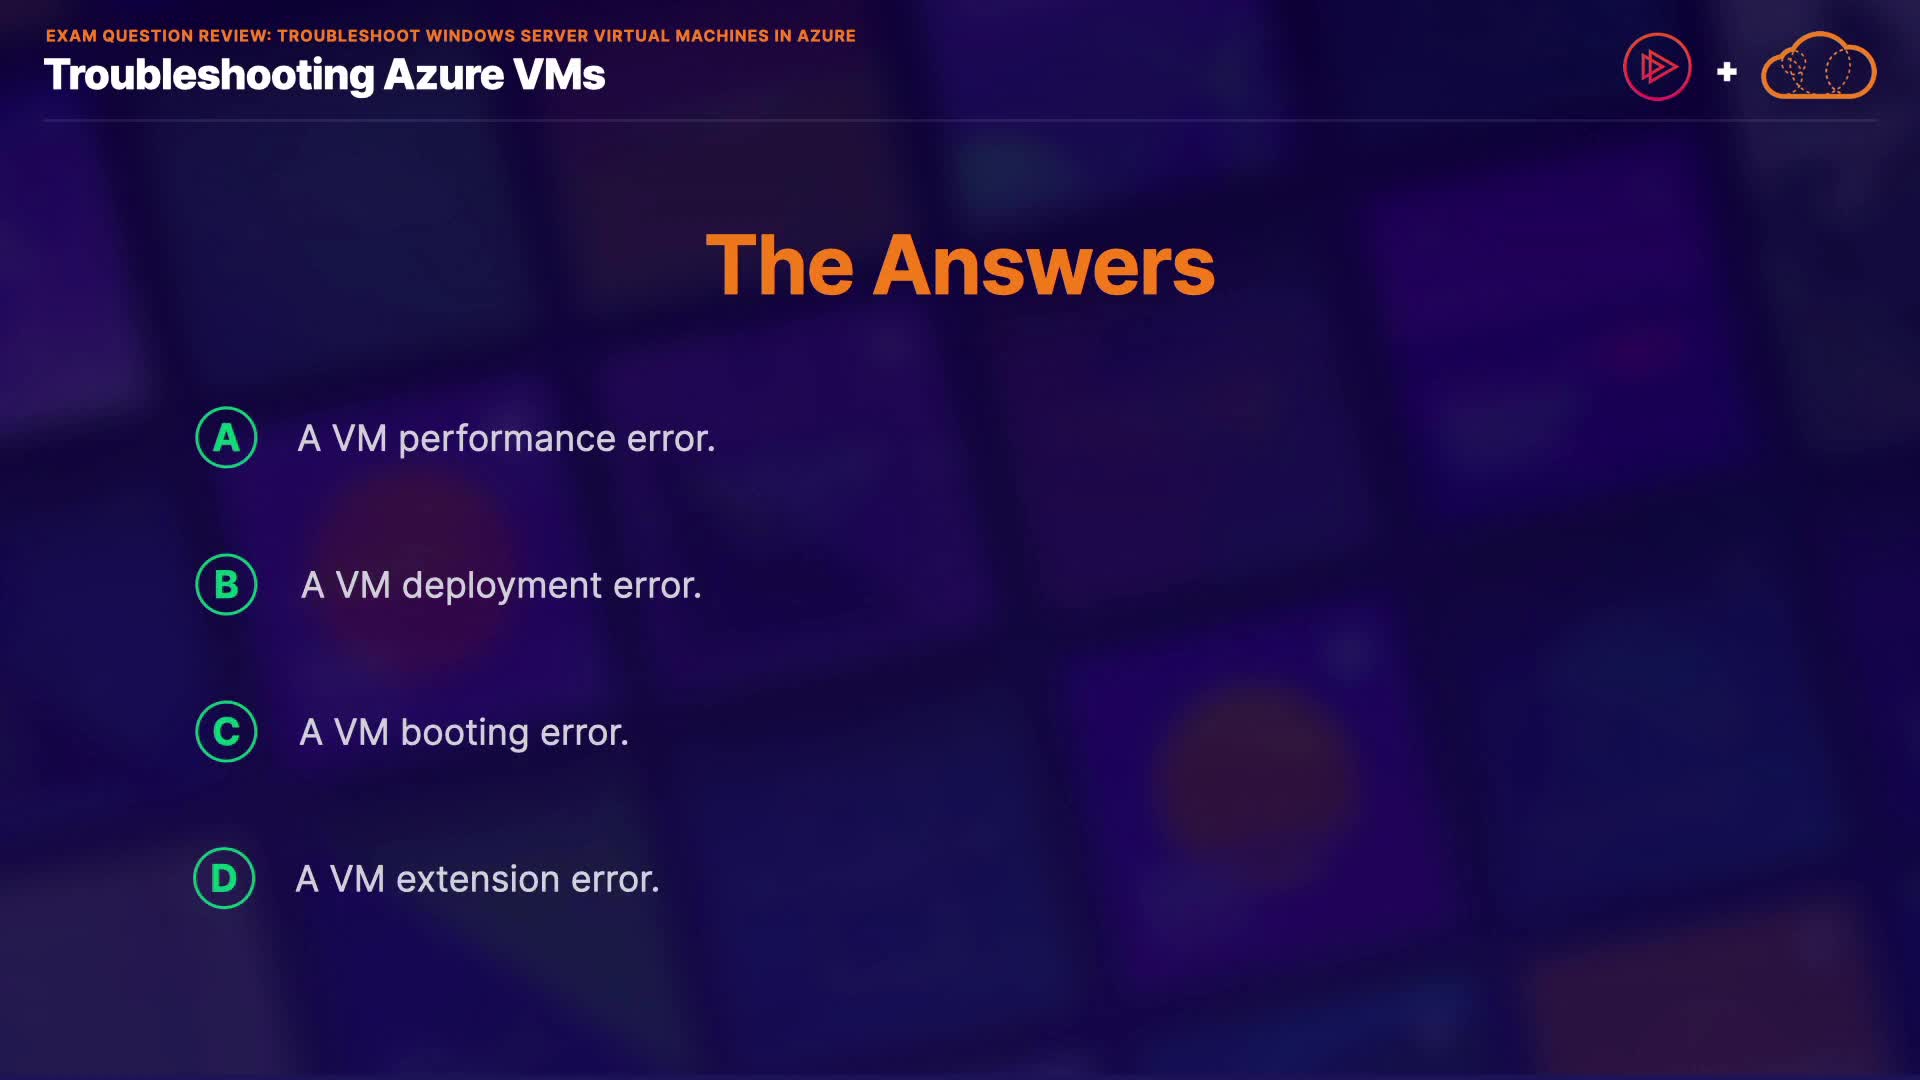 EXAM QUESTION REVIEW: TROUBLESHOOT WINDOWS SERVER VIRTUAL MACHINES IN AZURE
Troubleshooting Azure VMs
The Answers
A A VM performance error.
B A VM deployment error.
C A VM booting error.
D A VM extension error.